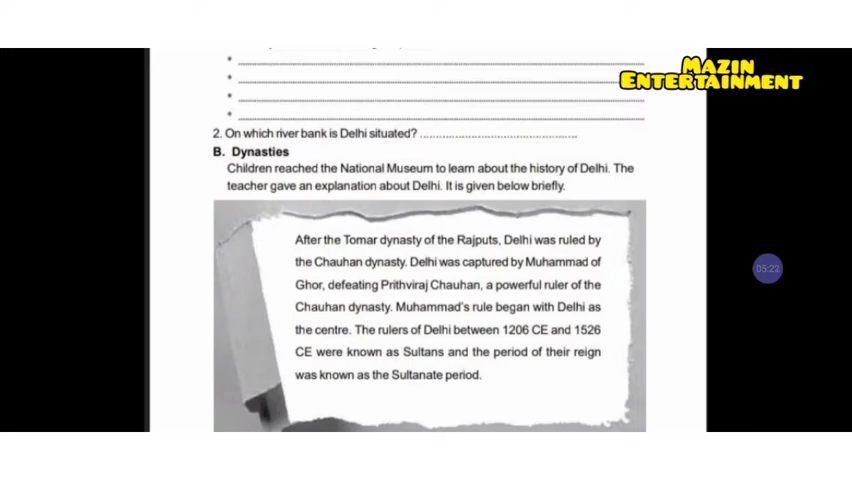 MAZIN
ENTERTAINMENT
2. On which river bank is Delhi situated? ................................................
B. Dynasties
Children reached the National Museum to learn about the history of Delhi. The
teacher gave an explanation about Delhi. It is given below briefly.
After the Tomar dynasty of the Rajputs, Delhi was ruled by
the Chauhan dynasty. Delhi was captured by Muhammad of
Ghor, defeating Prithviraj Chauhan, a powerful ruler of the
Chauhan dynasty. Muhammad's rule began with Delhi as
the centre. The rulers of Delhi between 1206 CE and 1526
CE were known as Sultans and the period of their reign
was known as the Sultanate period.
05:22